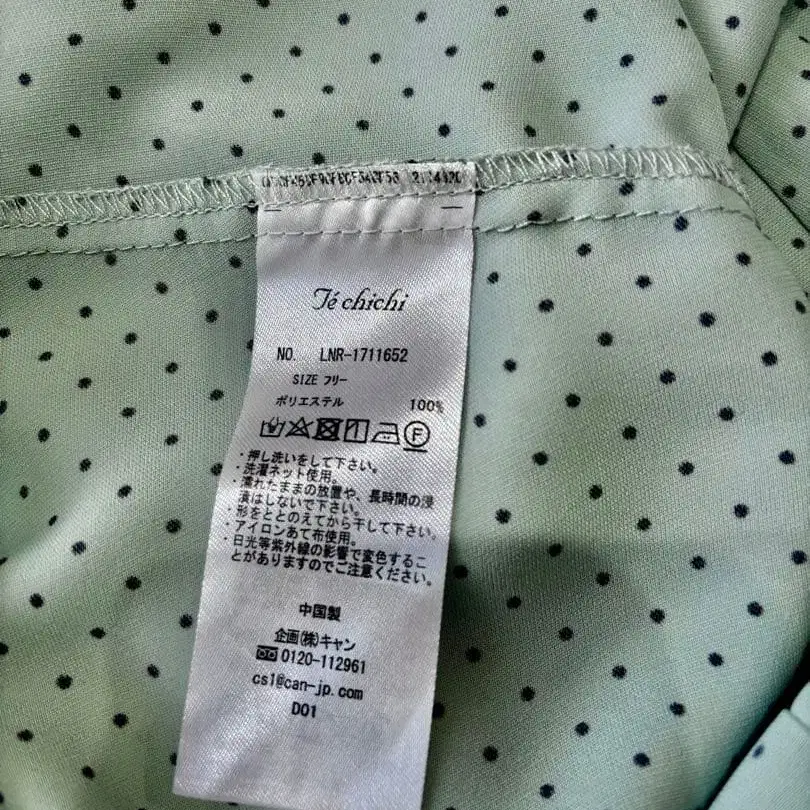 Té chichi
NO. LNR-1711652
SIZE フリー
ポリエステル 100%
F
・押し洗いをして下さい。
・洗濯ネット使用。
・濡れたままの放置や、長時間の浸
漬はしないで下さい。
・形をととのえてから干して下さい。
・アイロンあて布使用。
・日光等紫外線の影響で変色するこ
とがありますのでご注意ください。
中国製
企画(株)キャン
0120-112961
cs1@can-jp.com
D01